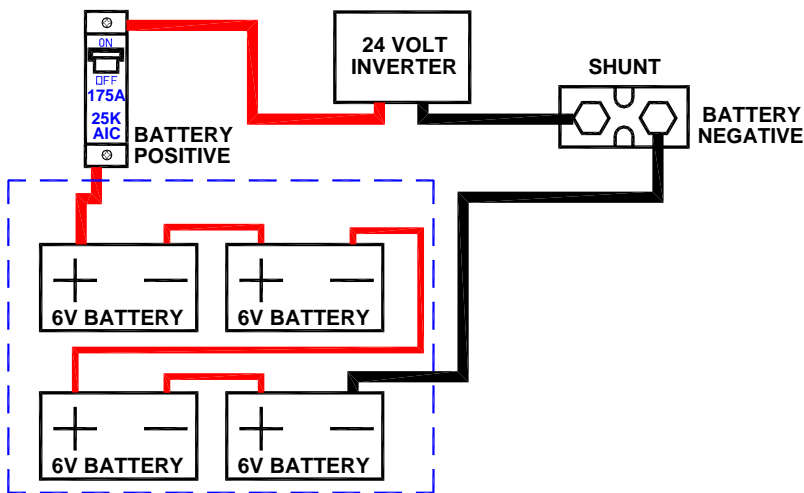 ON
OFF
175A
25K
AIC
BATTERY
POSITIVE
24 VOLT
INVERTER
SHUNT
BATTERY
NEGATIVE
6V BATTERY
6V BATTERY
6V BATTERY
6V BATTERY